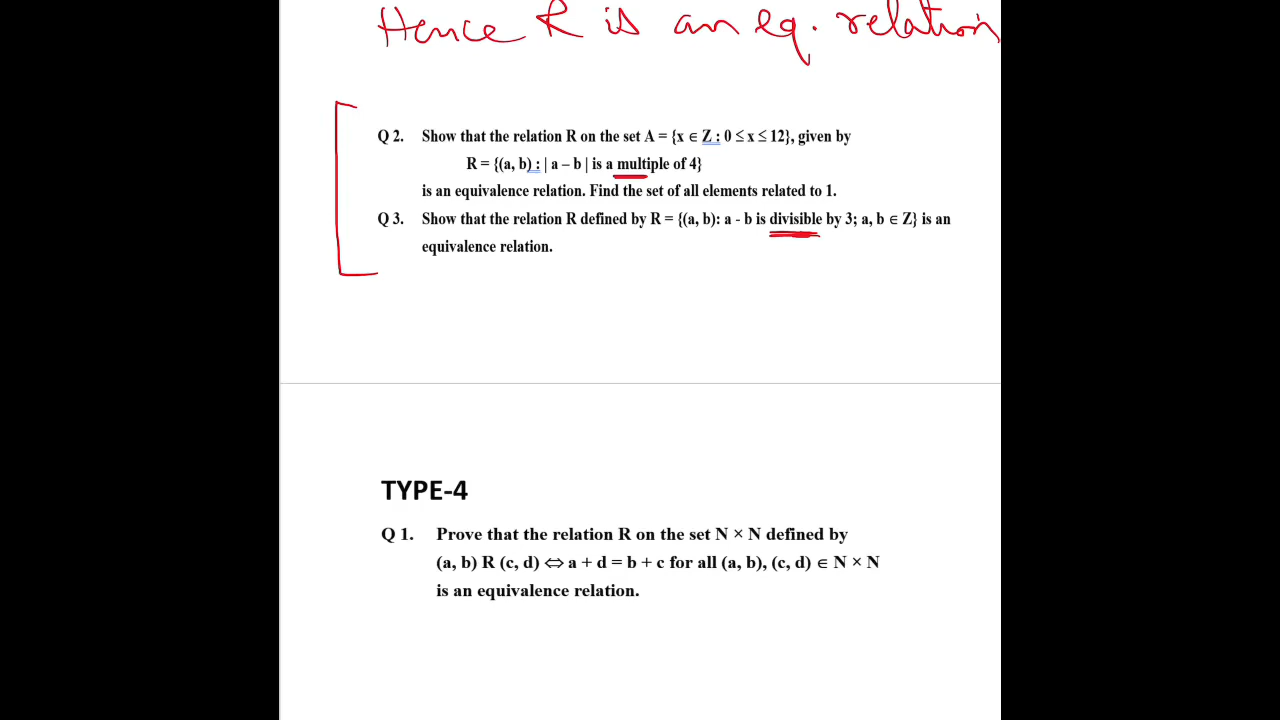 Hence R is an eq. relation
Q 2. Show that the relation R on the set A = {x ∈ Z : 0 ≤ x ≤ 12}, given by
R = {(a, b) : | a – b | is a multiple of 4}
is an equivalence relation. Find the set of all elements related to 1.
Q 3. Show that the relation R defined by R = {(a, b): a - b is divisible by 3; a, b ∈ Z} is an
equivalence relation.
TYPE-4
Q 1. Prove that the relation R on the set N × N defined by
(a, b) R (c, d) ⇔ a + d = b + c for all (a, b), (c, d) ∈ N × N
is an equivalence relation.